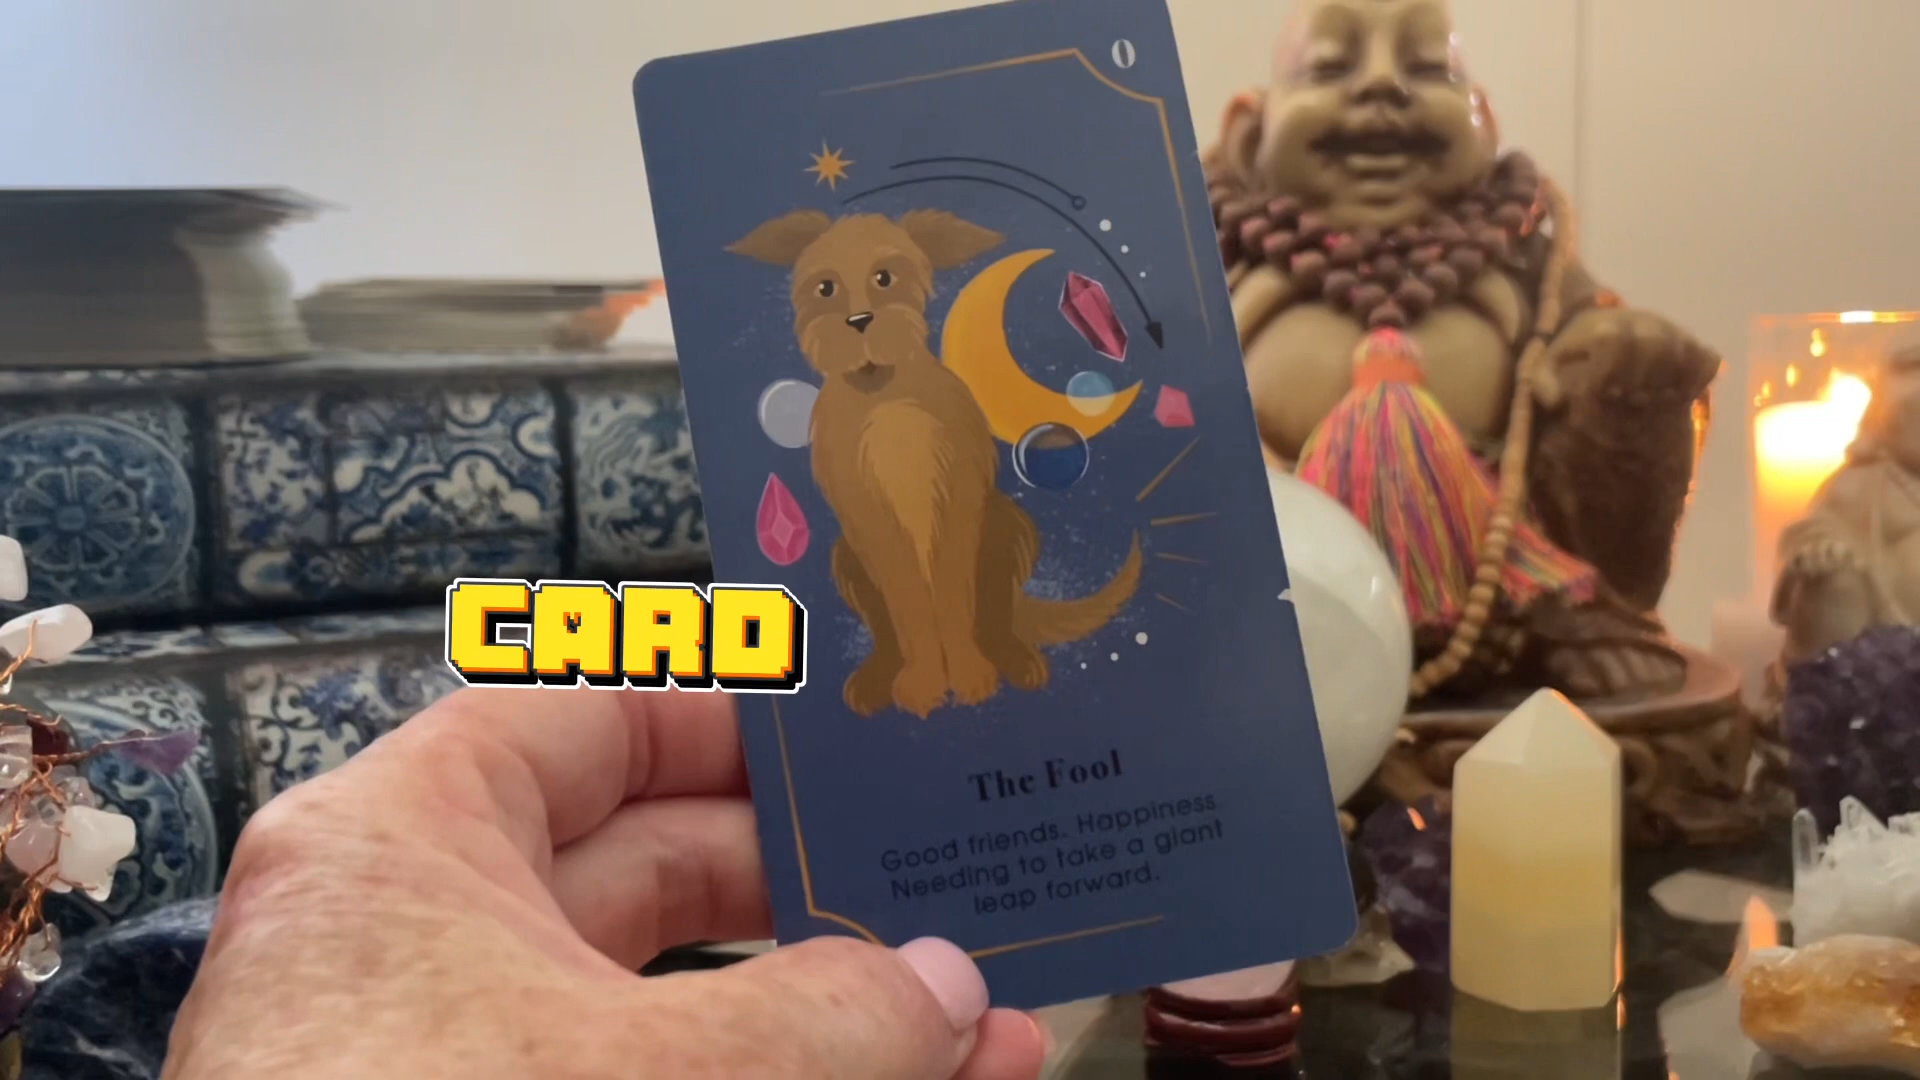 0
CARD
The Fool
Good friends. Happiness.
Needing to take a giant
leap forward.